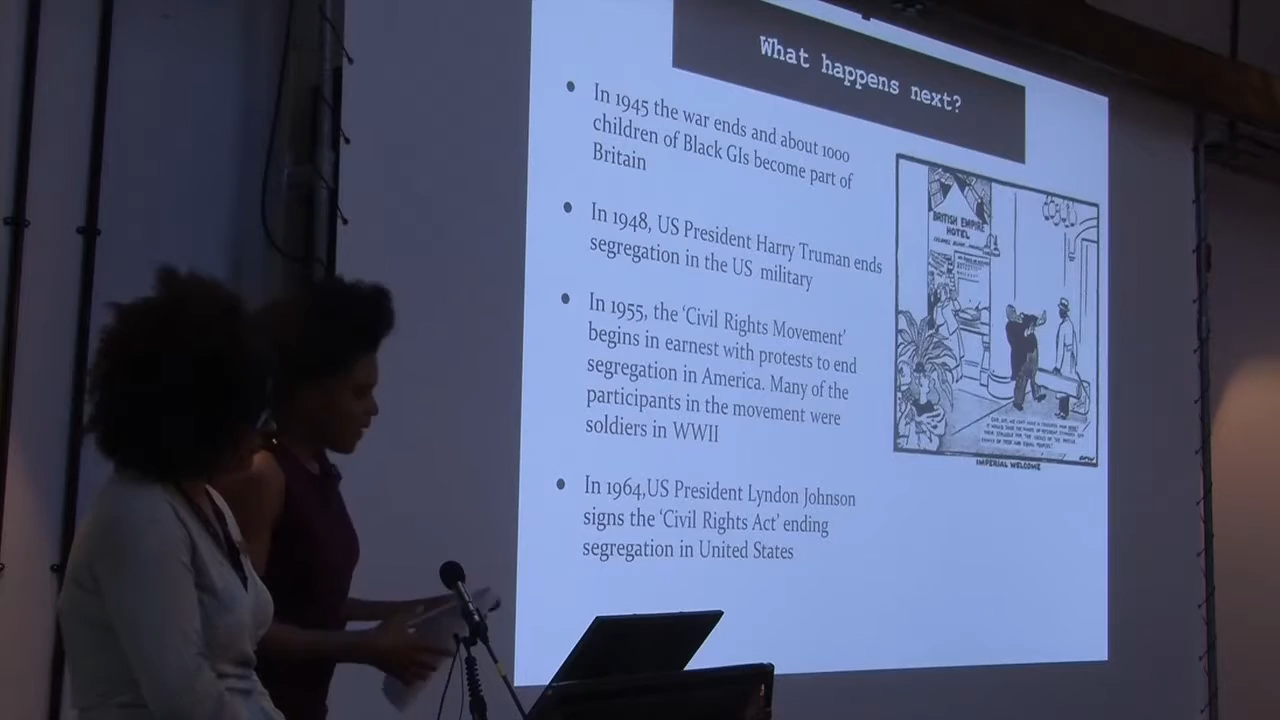 What happens next?
● In 1945 the war ends and about 1000
children of Black GIs become part of
Britain
● In 1948, US President Harry Truman ends
segregation in the US military
● In 1955, the ‘Civil Rights Movement’
begins in earnest with protests to end
segregation in America. Many of the
participants in the movement were
soldiers in WWII
● In 1964,US President Lyndon Johnson
signs the ‘Civil Rights Act’ ending
segregation in United States
BRITISH EMPIRE
HOTEL
IMPERIAL WELCOME